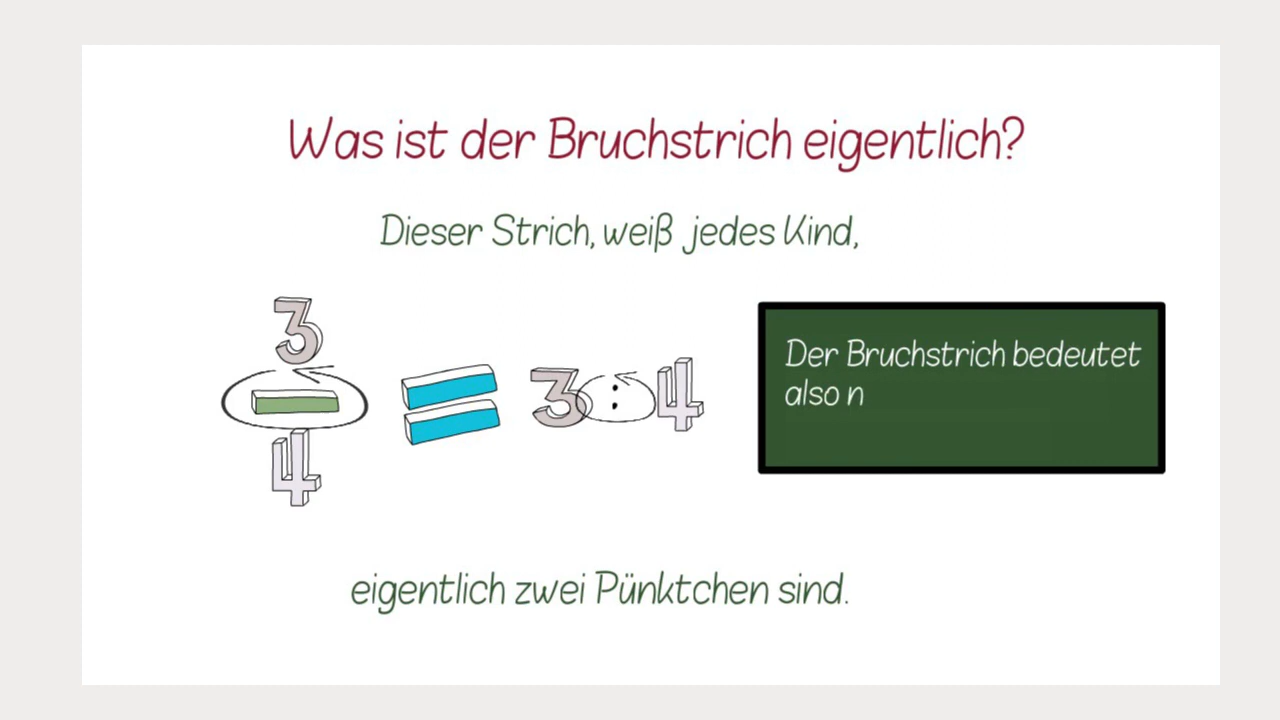 Was ist der Bruchstrich eigentlich?
Dieser Strich, weiß jedes Kind,
3
—
4
=
3 : 4
Der Bruchstrich bedeutet
also n
eigentlich zwei Pünktchen sind.